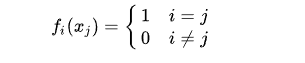 f_i(x_j) = { 1 i = j
0 i ≠ j